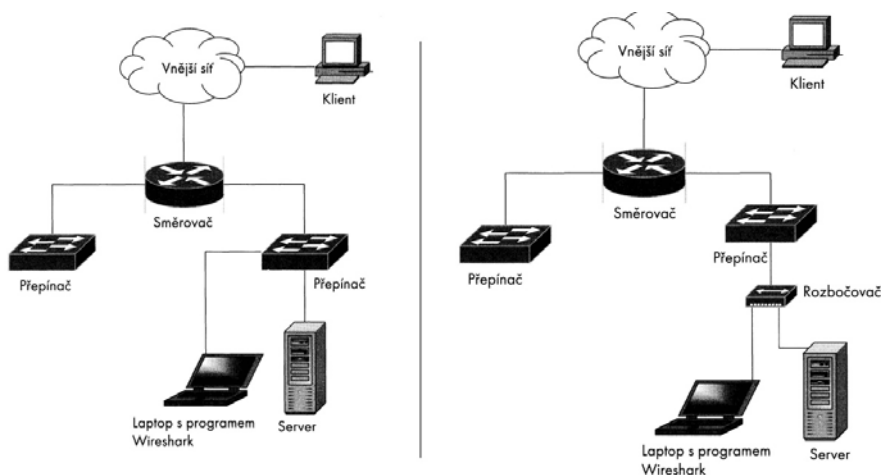 Vnější síť
Klient
Směrovač
Přepínač
Přepínač
Laptop s programem
Wireshark
Server
Vnější síť
Klient
Směrovač
Přepínač
Přepínač
Rozbočovač
Laptop s programem
Wireshark
Server